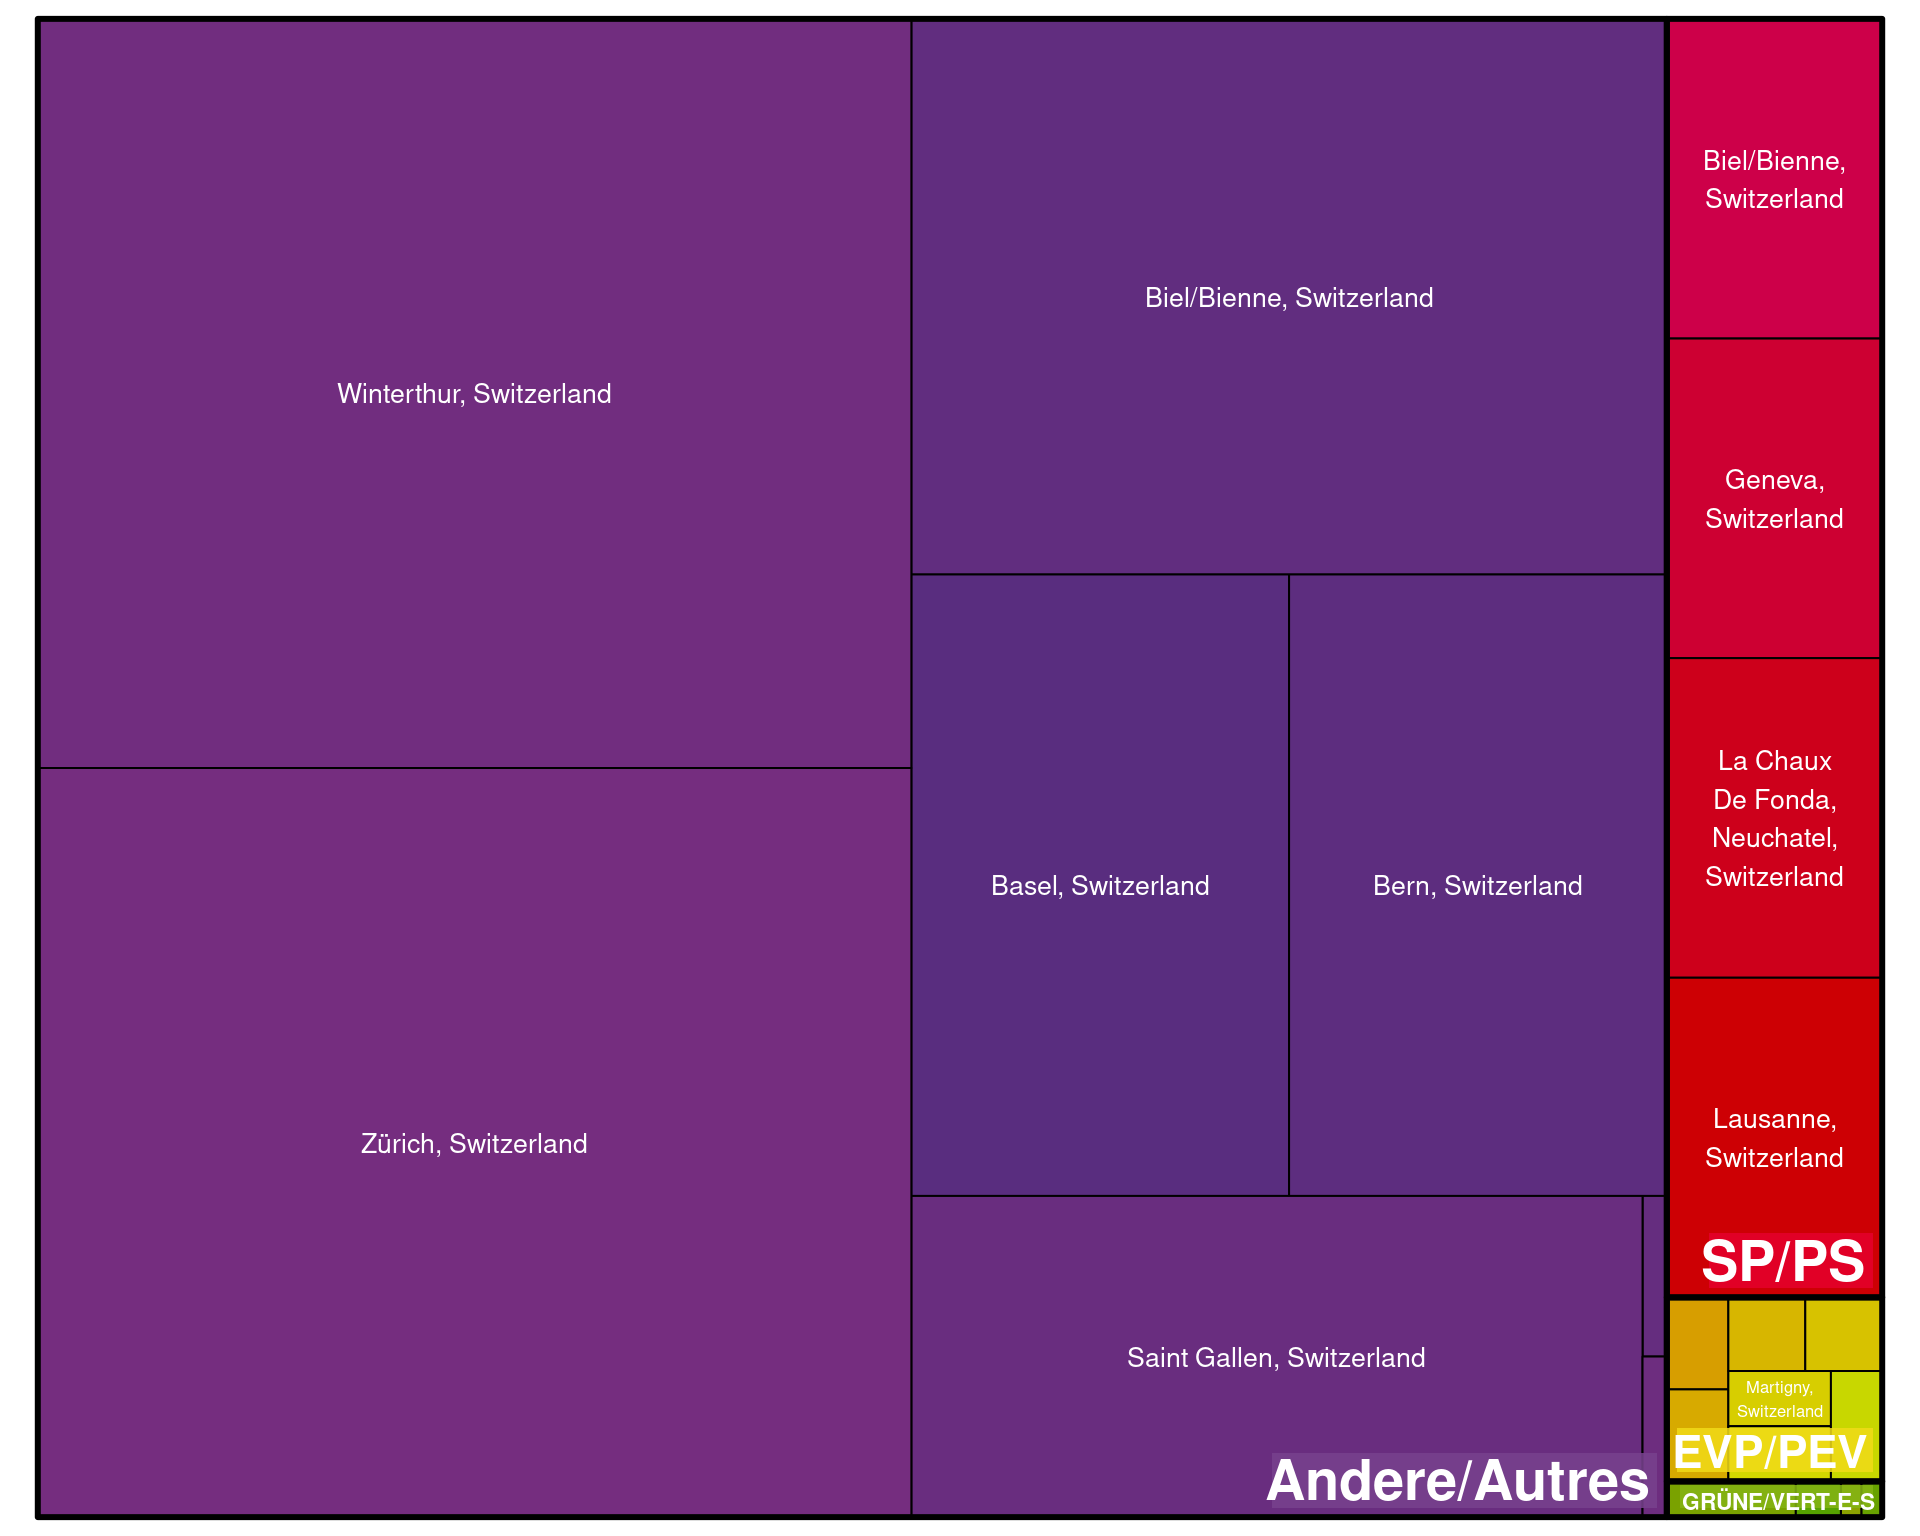 Winterthur, Switzerland
Zürich, Switzerland
Biel/Bienne, Switzerland
Basel, Switzerland
Bern, Switzerland
Saint Gallen, Switzerland
Andere/Autres
Biel/Bienne,
Switzerland
Geneva,
Switzerland
La Chaux
De Fonda,
Neuchatel,
Switzerland
Lausanne,
Switzerland
SP/PS
Martigny,
Switzerland
EVP/PEV
GRÜNE/VERT-E-S